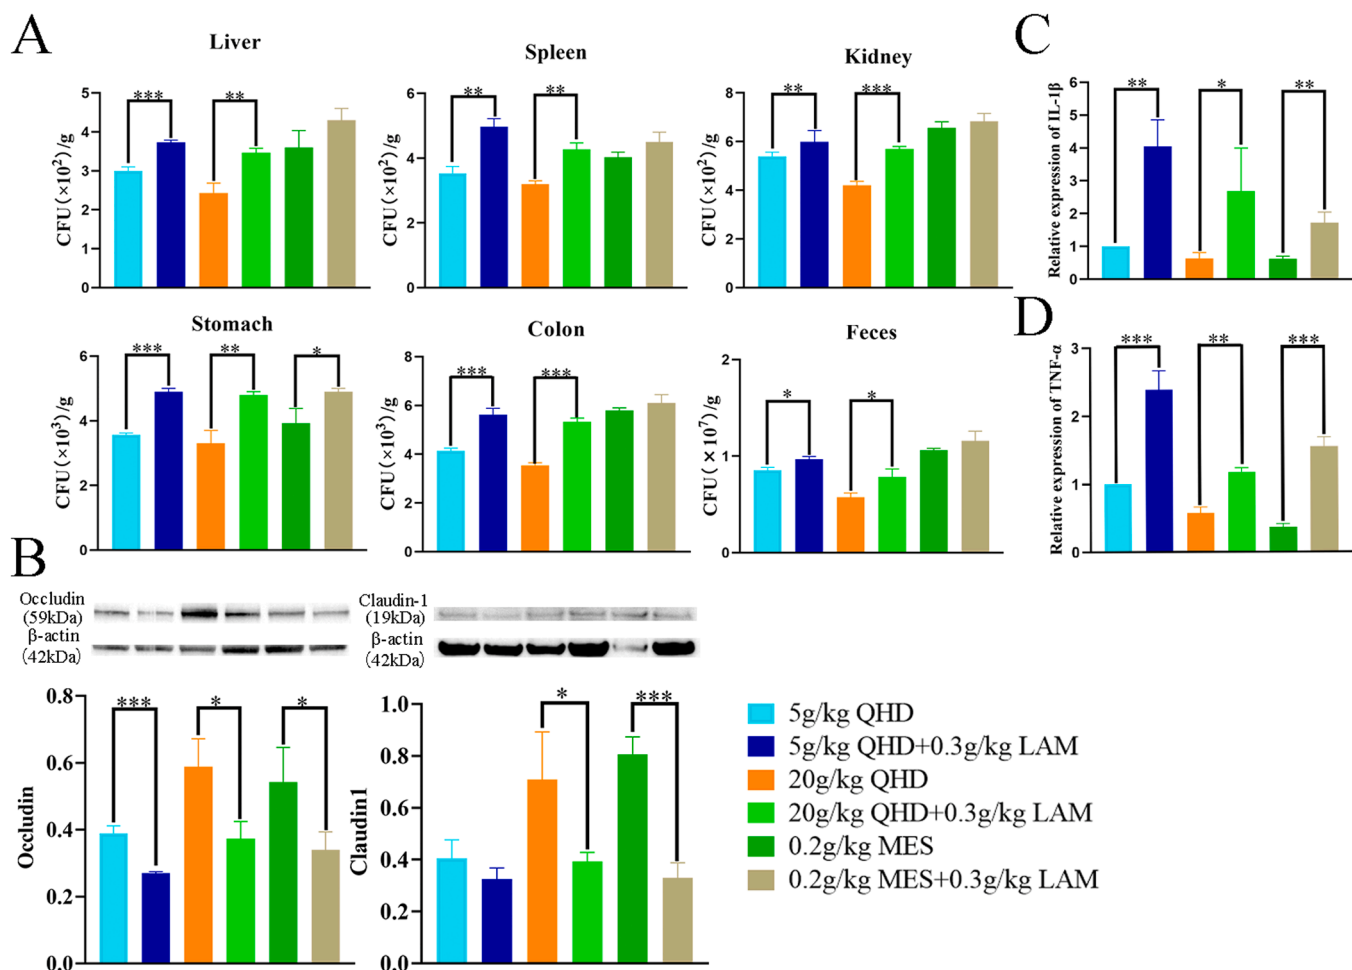 A
Liver
CFU(×10²)/g
5
4
3
2
1
0
***
**
Spleen
CFU(×10²)/g
6
4
2
0
**
**
Kidney
CFU(×10²)/g
8
6
4
2
0
**
***
Stomach
CFU(×10³)/g
6
4
2
0
***
**
*
Colon
CFU(×10³)/g
8
6
4
2
0
***
***
Feces
CFU(×10⁷)/g
2
1
0
*
*
B
Occludin
(59kDa)
β-actin
(42kDa)
Claudin-1
(19kDa)
β-actin
(42kDa)
Occludin
0.8
0.6
0.4
0.2
0.0
***
*
*
Claudin1
1.0
0.8
0.6
0.4
0.2
0.0
*
***
C
Relative expression of IL-1β
6
5
4
3
2
1
0
**
*
**
D
Relative expression of TNF-α
3
2
1
0
***
**
***
5g/kg QHD
5g/kg QHD+0.3g/kg LAM
20g/kg QHD
20g/kg QHD+0.3g/kg LAM
0.2g/kg MES
0.2g/kg MES+0.3g/kg LAM